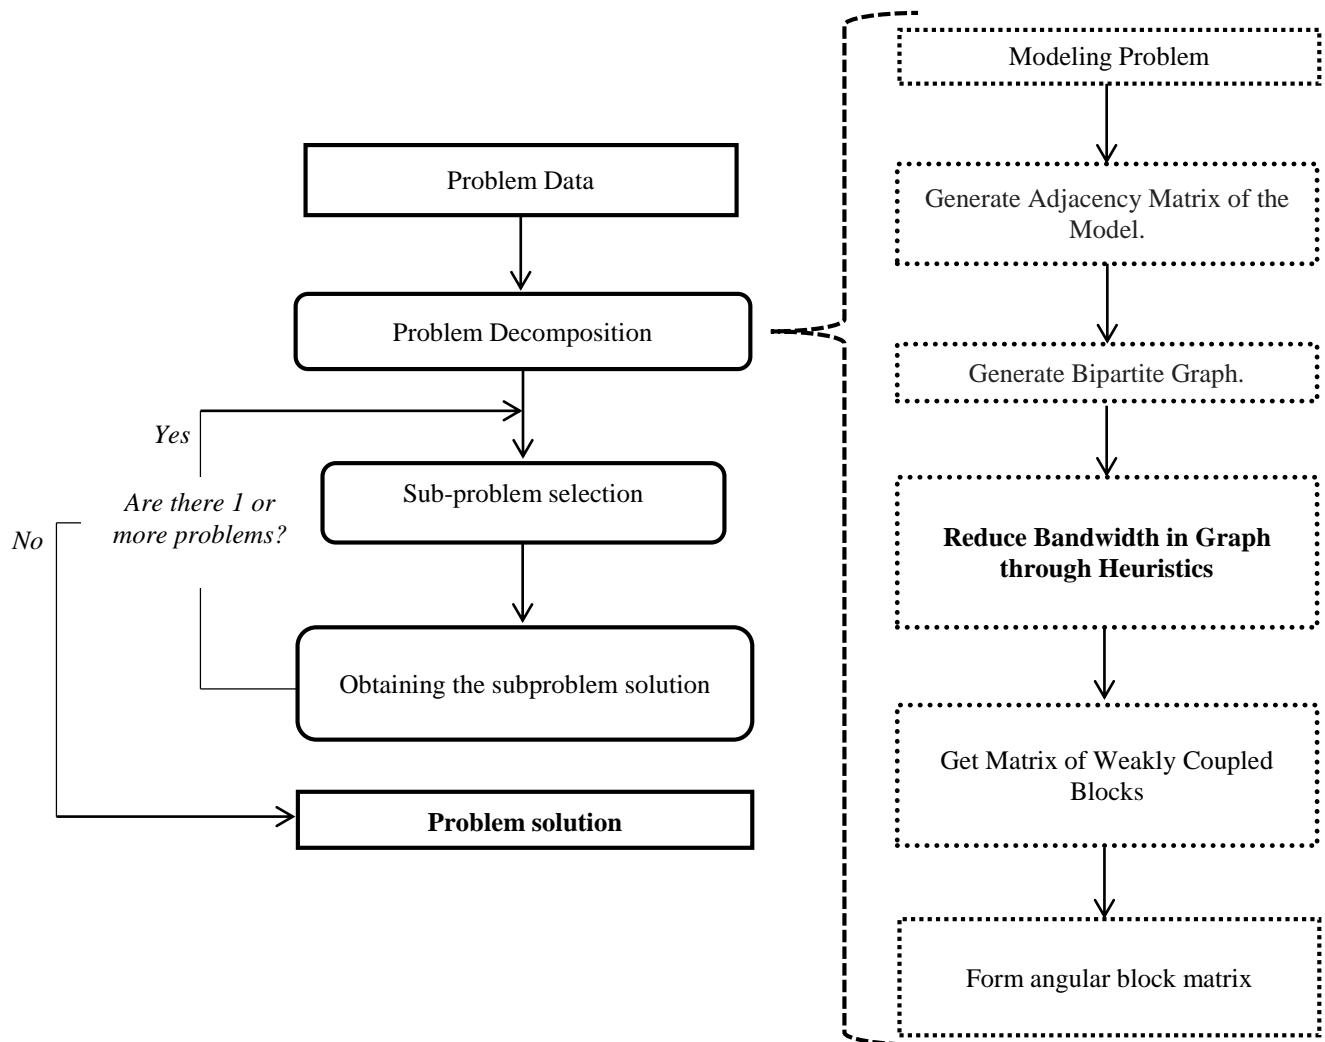 Problem Data
Problem Decomposition
Yes
Sub-problem selection
Are there 1 or
more problems?
No
Obtaining the subproblem solution
Problem solution
Modeling Problem
Generate Adjacency Matrix of the
Model.
Generate Bipartite Graph.
Reduce Bandwidth in Graph
through Heuristics
Get Matrix of Weakly Coupled
Blocks
Form angular block matrix